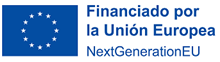 Financiado por
la Unión Europea
NextGenerationEU